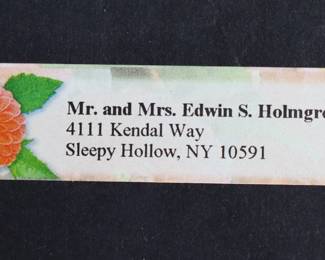 Mr. and Mrs. Edwin S. Holmgre
4111 Kendal Way
Sleepy Hollow, NY 10591